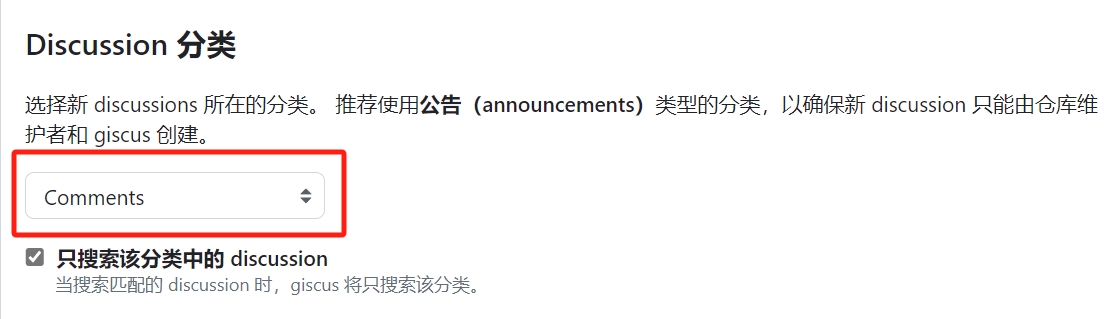 Discussion 分类
选择新 discussions 所在的分类。 推荐使用公告（announcements）类型的分类，以确保新 discussion 只能由仓库维
护者和 giscus 创建。
Comments
只搜索该分类中的 discussion
当搜索匹配的 discussion 时，giscus 将只搜索该分类。